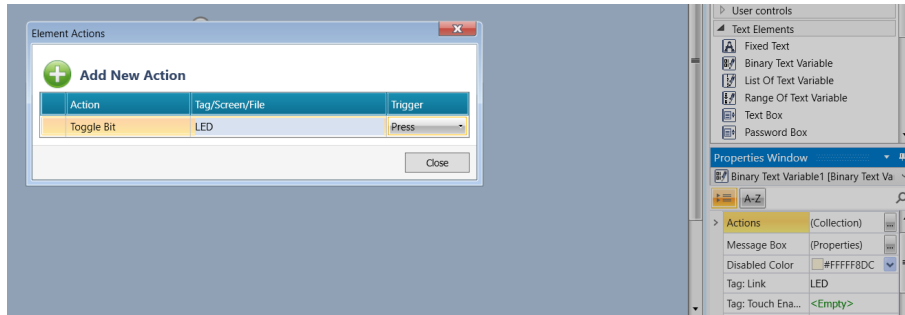 Element Actions
Add New Action
Action Tag/Screen/File Trigger
Toggle Bit LED Press
Close
User controls
Text Elements
Fixed Text
Binary Text Variable
List Of Text Variable
Range Of Text Variable
Text Box
Password Box
Properties Window
Binary Text Variable1 (Binary Text Va
A-Z
Actions (Collection) ...
Message Box (Properties) ...
Disabled Color #FFFFF8DC
Tag: Link LED
Tag: Touch Ena... <Empty>